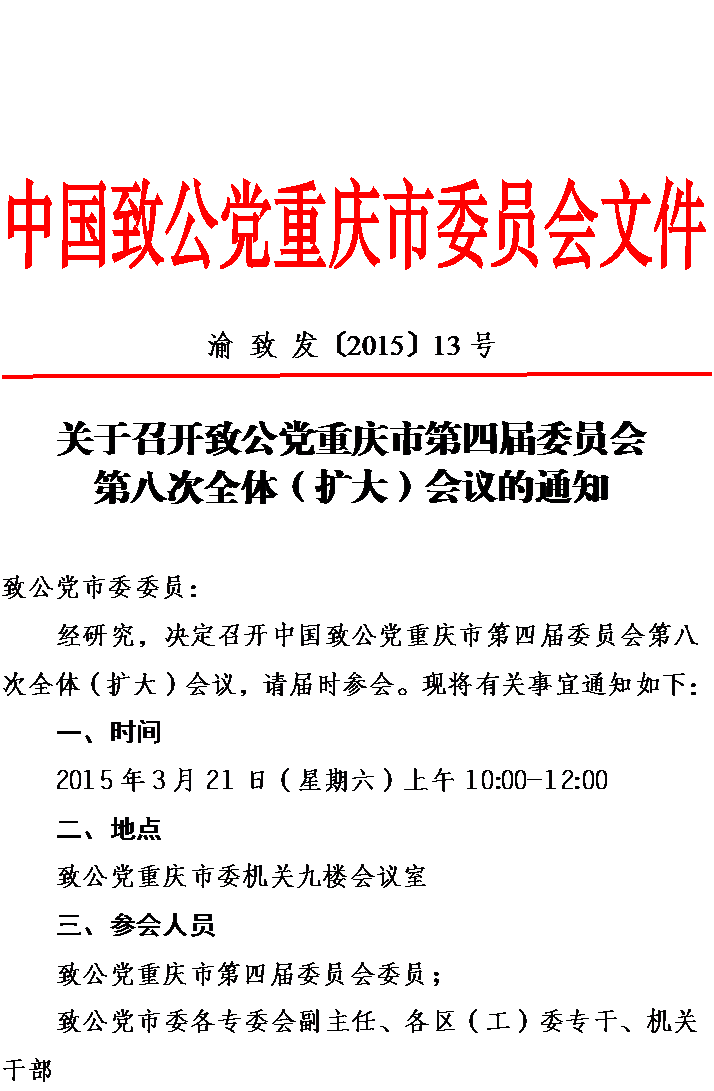 中国致公党重庆市委员会文件
渝 致 发〔2015〕13 号
关于召开致公党重庆市第四届委员会
第八次全体（扩大）会议的通知
致公党市委委员：
经研究，决定召开中国致公党重庆市第四届委员会第八
次全体（扩大）会议，请届时参会。现将有关事宜通知如下：
一、时间
2015 年 3 月 21 日（星期六）上午 10:00-12:00
二、地点
致公党重庆市委机关九楼会议室
三、参会人员
致公党重庆市第四届委员会委员；
致公党市委各专委会副主任、各区（工）委专干、机关
干部